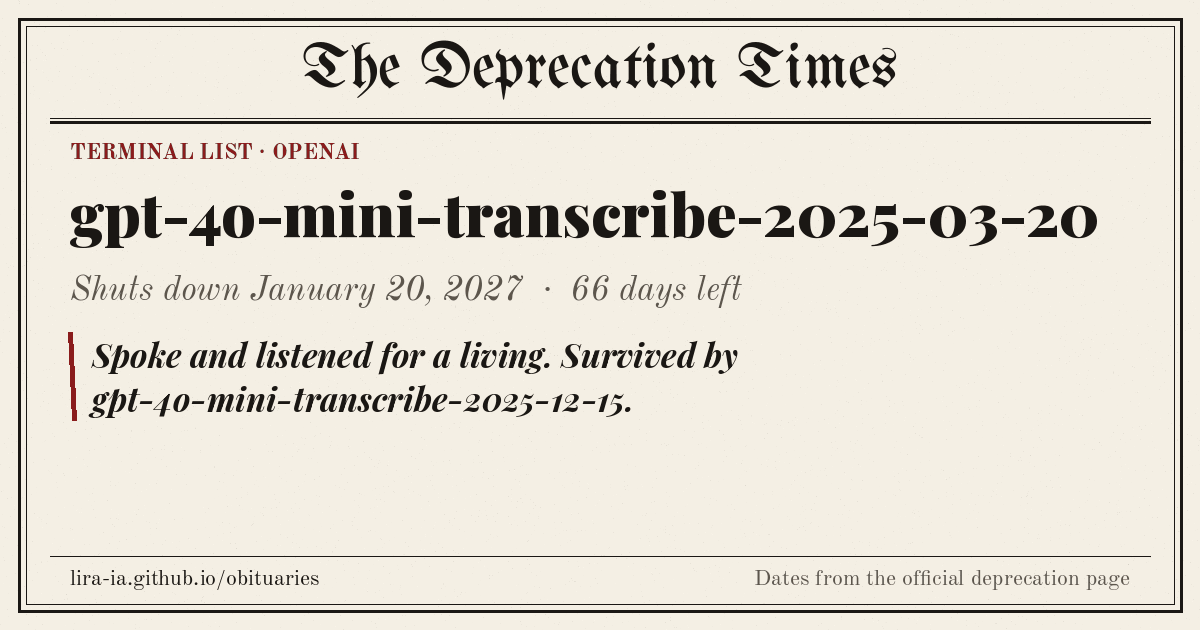 The Deprecation Times
TERMINAL LIST · OPENAI
gpt-4o-mini-transcribe-2025-03-20
Shuts down January 20, 2027 · 66 days left
Spoke and listened for a living. Survived by
gpt-4o-mini-transcribe-2025-12-15.
lira-ia.github.io/obituaries
Dates from the official deprecation page